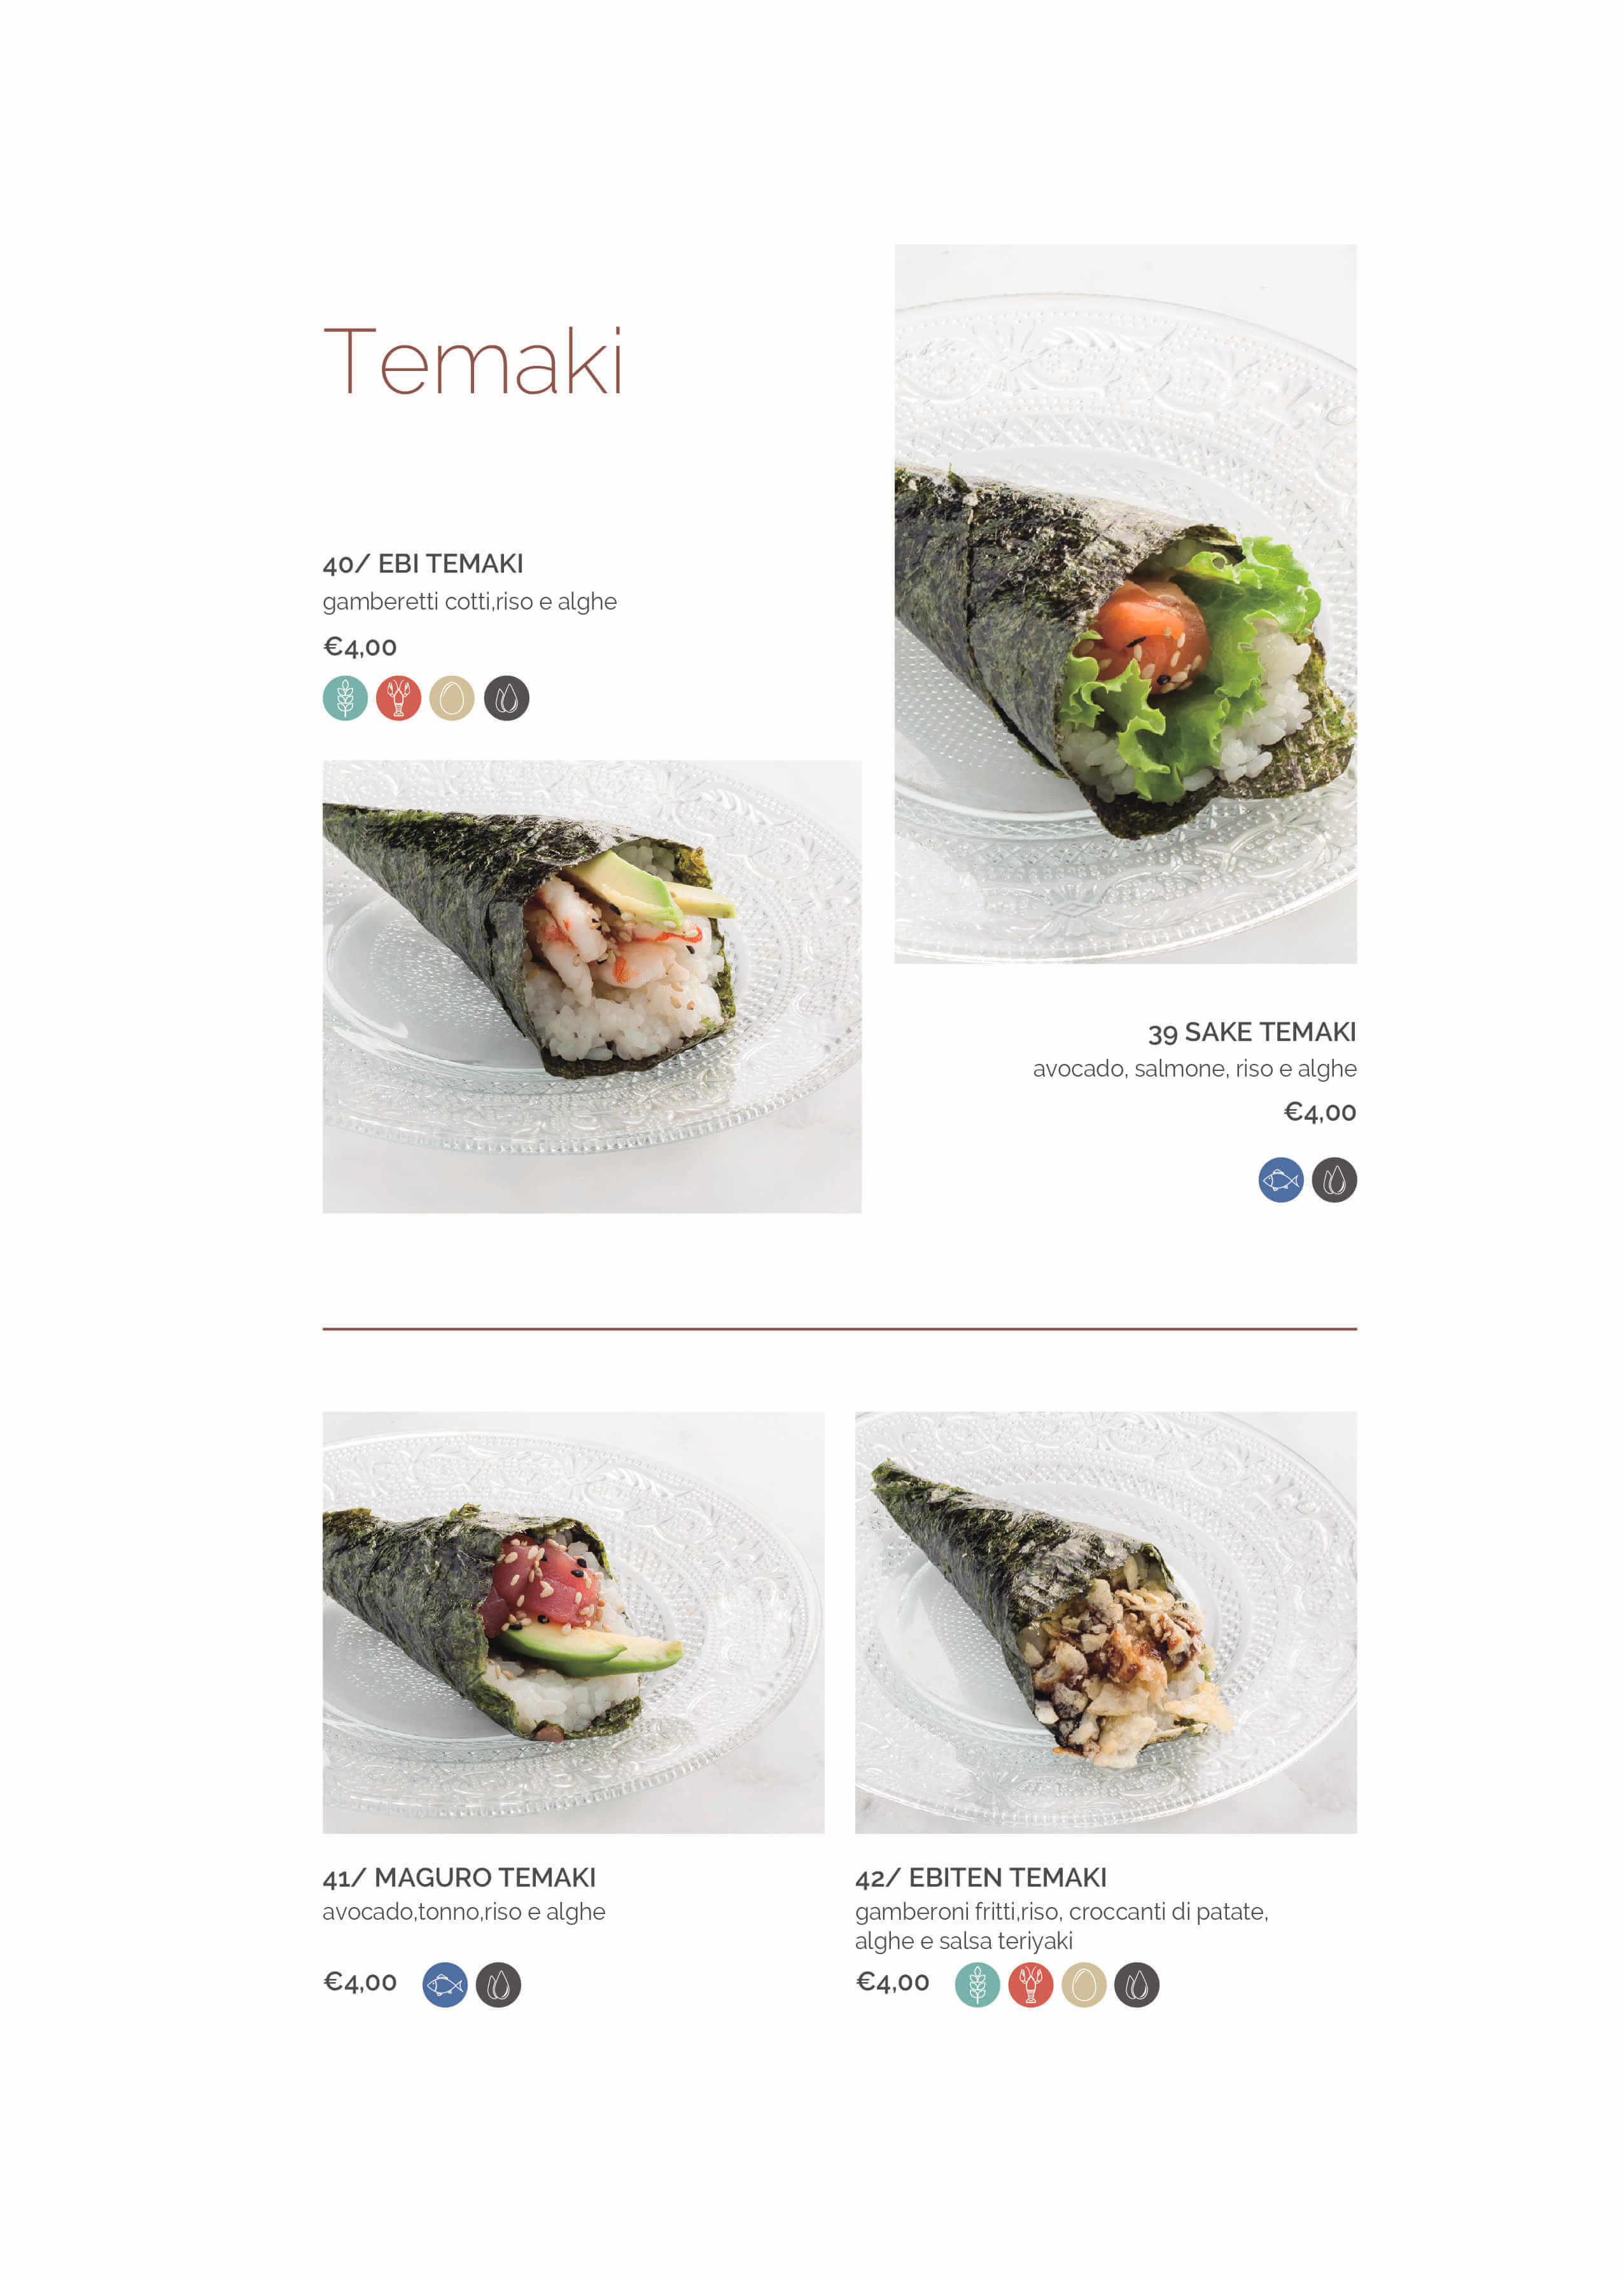 Temaki
40/ EBI TEMAKI
gamberetti cotti,riso e alghe
€4,00
39 SAKE TEMAKI
avocado, salmone, riso e alghe
€4,00
41/ MAGURO TEMAKI
avocado,tonno,riso e alghe
€4,00
42/ EBITEN TEMAKI
gamberoni fritti,riso, croccanti di patate,
alghe e salsa teriyaki
€4,00